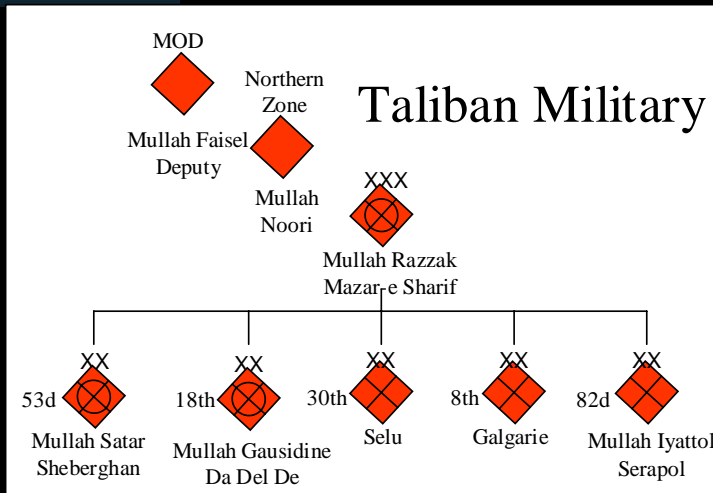 Taliban Military
MOD
Mullah Faisel
Deputy
Northern
Zone
Mullah
Noori
XXX
Mullah Razzak
Mazar-e Sharif
XX
53d
Mullah Satar
Sheberghan
XX
18th
Mullah Gausidine
Da Del De
XX
30th
Selu
XX
8th
Galgarie
XX
82d
Mullah Iyattol
Serapol